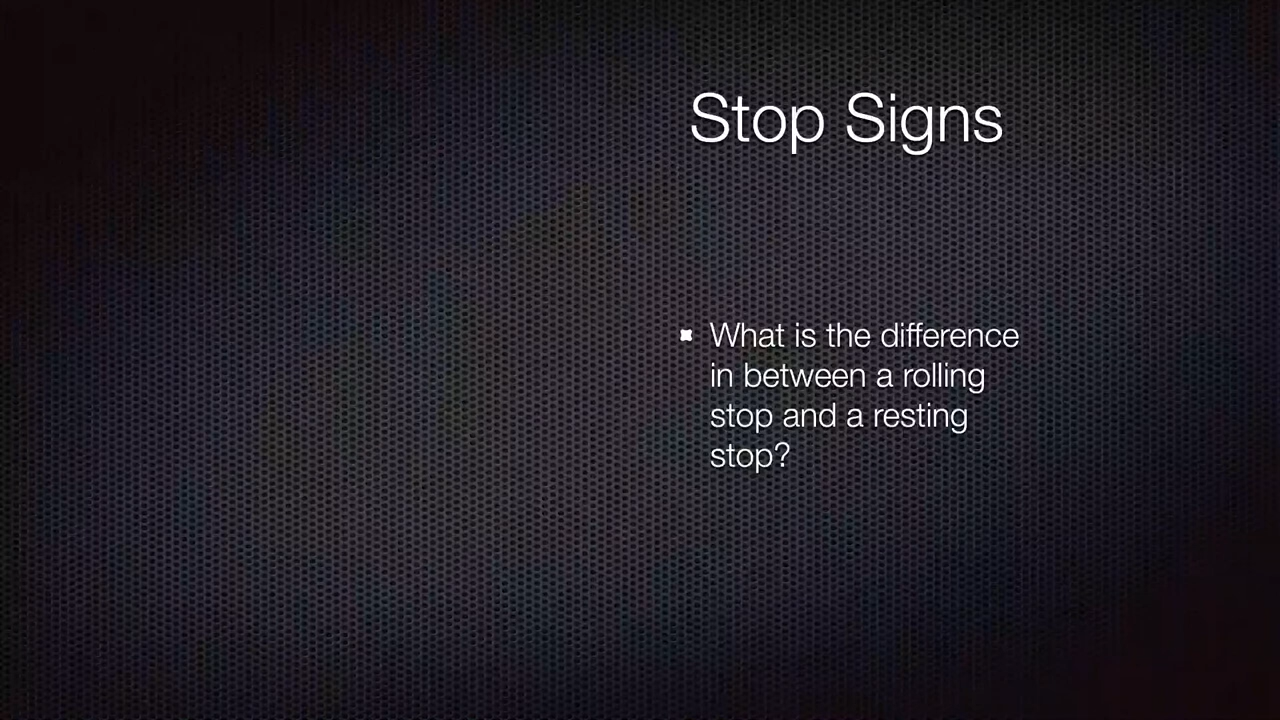 Stop Signs
What is the difference
in between a rolling
stop and a resting
stop?